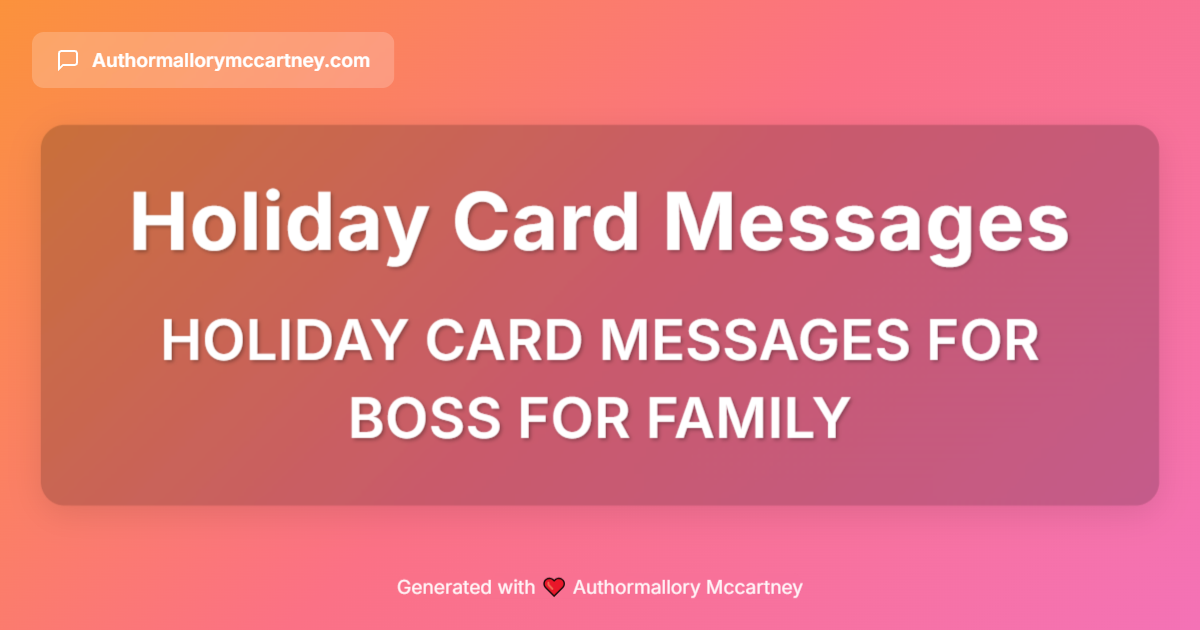 Authormallorymccartney.com
Holiday Card Messages
HOLIDAY CARD MESSAGES FOR
BOSS FOR FAMILY
Generated with ❤️ Authormallory Mccartney